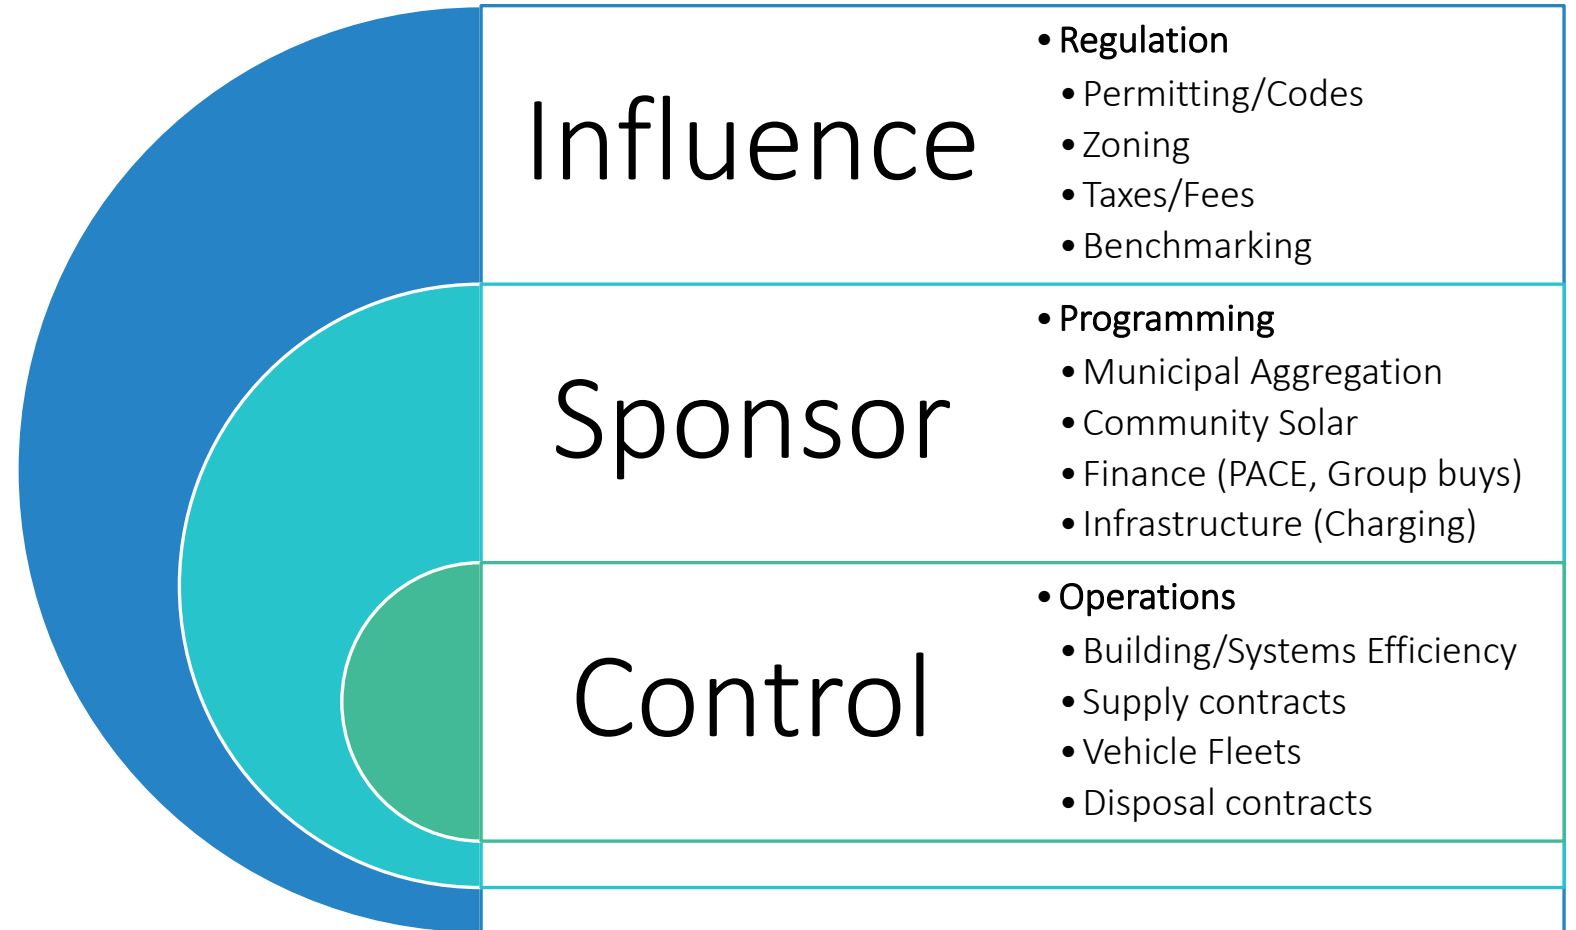 Influence
• Regulation
• Permitting/Codes
• Zoning
• Taxes/Fees
• Benchmarking
Sponsor
• Programming
• Municipal Aggregation
• Community Solar
• Finance (PACE, Group buys)
• Infrastructure (Charging)
Control
• Operations
• Building/Systems Efficiency
• Supply contracts
• Vehicle Fleets
• Disposal contracts